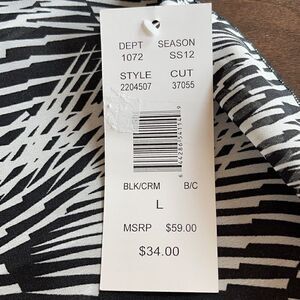 DEPT SEASON
1072 SS12
STYLE CUT
2204507 37055
BLK/CRM B/C
L
MSRP $59.00
$34.00